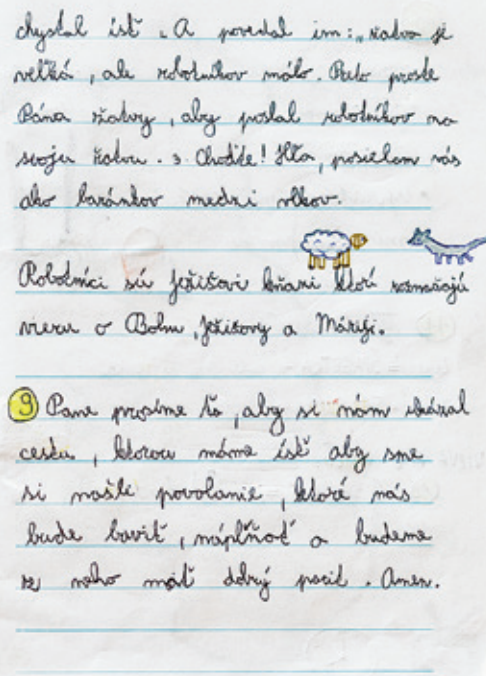 chystal ísť. A povedal im: „žatva je
veľká, ale robotníkov málo. Preto proste
Pána žatvy, aby poslal robotníkov na
svoju žatvu. 3. Choďte! Hľa, posielam vás
ako baránkov medzi vlkov.
Robotníci sú Ježišovi kňazi ktorí roznášajú
vieru o Bohu, Ježišovy a Máriji.
9 Pane prosíme ťa, aby si nám ukázal
cestu, ktorou máme ísť aby sme
si našli povolanie, ktoré nás
bude baviť, náplňať a budeme
z neho mať dobrý pocit. Amen.